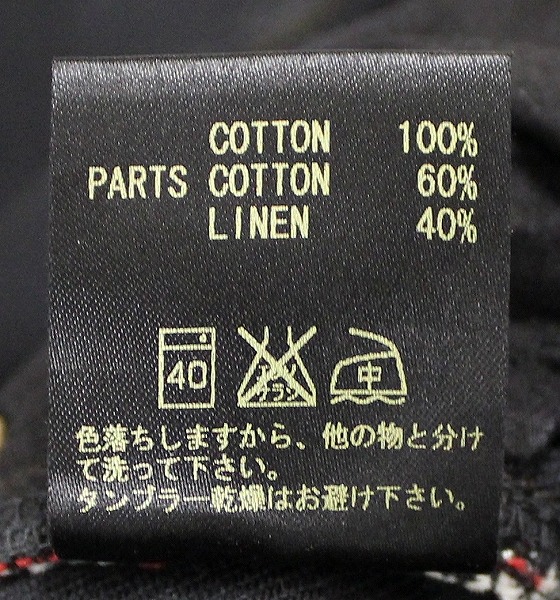 COTTON 100%
PARTS COTTON 60%
LINEN 40%
40
中
色落ちしますから、他の物と分け
て洗って下さい。
タンブラー乾燥はお避け下さい。